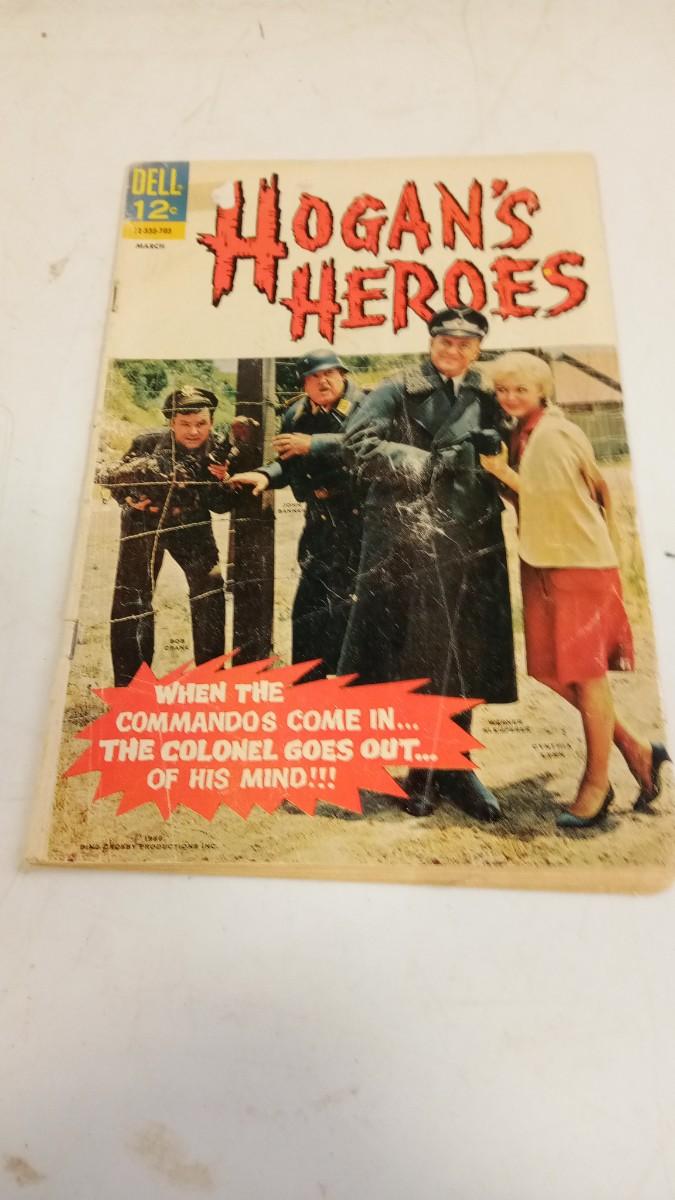 DELL
12c
MARCH
HOGAN'S
HEROES
JOHN
BANNER
BOB
CRANE
WERNER
KLEMPERER
CYNTHIA
LYNN
WHEN THE
COMMANDOS COME IN...
THE COLONEL GOES OUT...
OF HIS MIND!!!
BING CROSBY PRODUCTIONS INC.